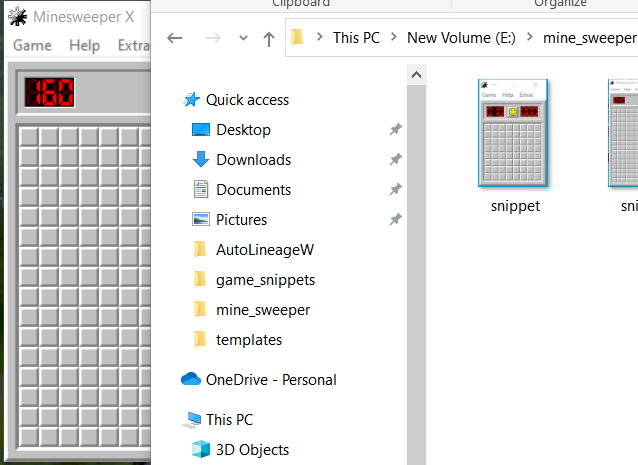 Clipboard
Organize
Minesweeper X
Game Help Extra
160
This PC > New Volume (E:) > mine_sweeper
Quick access
Desktop
Downloads
Documents
Pictures
AutoLineageW
game_snippets
mine_sweeper
templates
OneDrive - Personal
This PC
3D Objects
Game Help Extras
snippet
sni